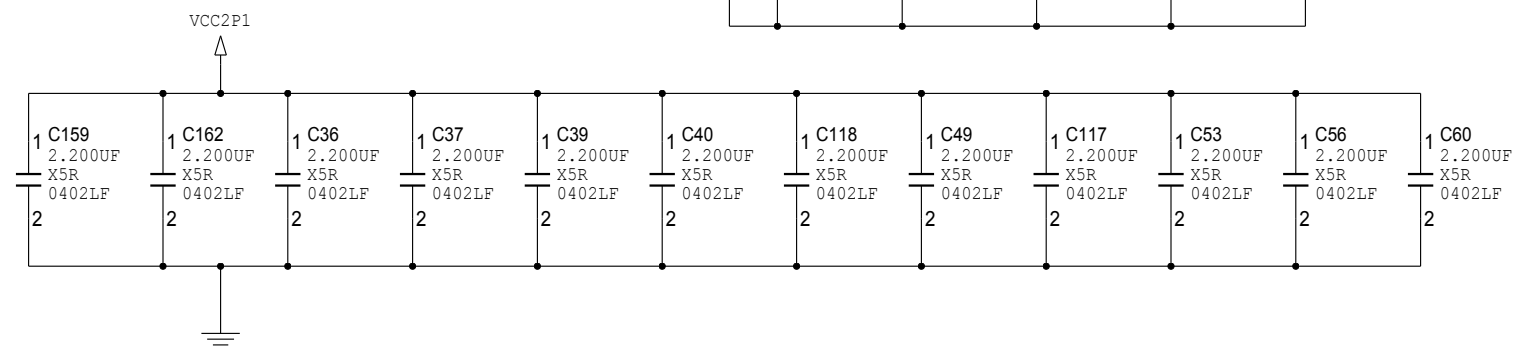 VCC2P1
1 C159
2.200UF
X5R
0402LF
2
1 C162
2.200UF
X5R
0402LF
2
1 C36
2.200UF
X5R
0402LF
2
1 C37
2.200UF
X5R
0402LF
2
1 C39
2.200UF
X5R
0402LF
2
1 C40
2.200UF
X5R
0402LF
2
1 C118
2.200UF
X5R
0402LF
2
1 C49
2.200UF
X5R
0402LF
2
1 C117
2.200UF
X5R
0402LF
2
1 C53
2.200UF
X5R
0402LF
2
1 C56
2.200UF
X5R
0402LF
2
1 C60
2.200UF
X5R
0402LF
2